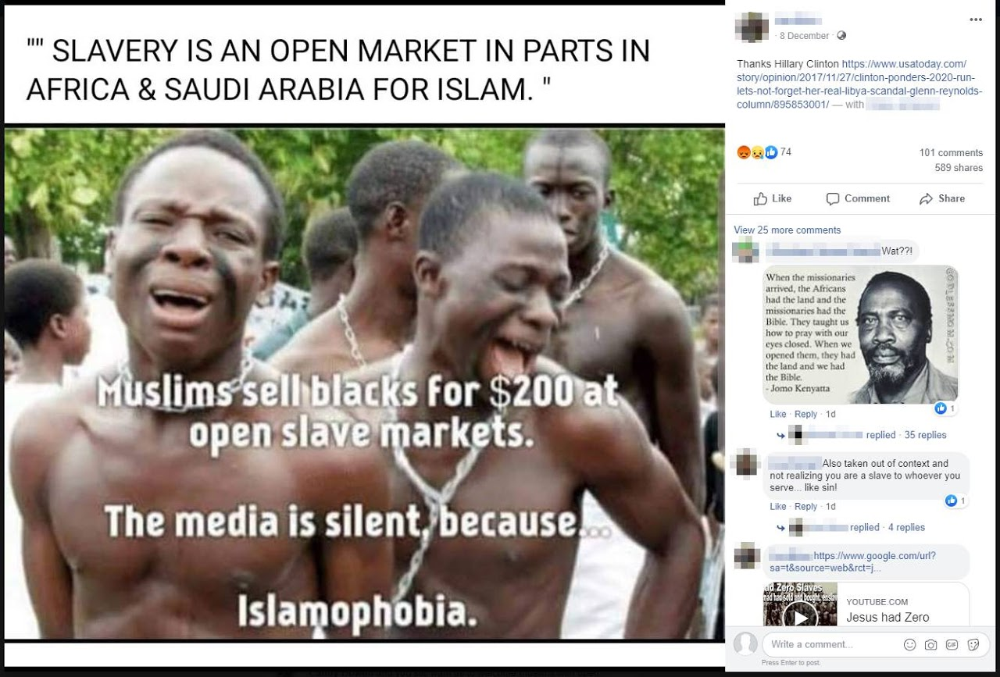 "" SLAVERY IS AN OPEN MARKET IN PARTS IN
AFRICA & SAUDI ARABIA FOR ISLAM. "
Muslims sell blacks for $200 at
open slave markets.
The media is silent, because...
Islamophobia.
8 December
Thanks Hillary Clinton https://www.usatoday.com/
story/opinion/2017/11/27/clinton-ponders-2020-run-
lets-not-forget-her-real-libya-scandal-glenn-reynolds-
column/895853001/ — with
74
101 comments
589 shares
Like
Comment
Share
View 25 more comments
Wat??!
When the missionaries
arrived, the Africans
had the land and the
missionaries had the
Bible. They taught us
how to pray with our
eyes closed. When we
opened them, they had
the land and we had
the Bible.
- Jomo Kenyatta
1
Like · Reply · 1d
replied · 35 replies
Also taken out of context and
not realizing you are a slave to whoever you
serve... like sin!
1
Like · Reply · 1d
replied · 4 replies
https://www.google.com/url?
sa=t&source=web&rct=j...
Zero Slaves
had sold and bought
YOUTUBE.COM
Jesus had Zero
Write a comment...
GIF
Press Enter to post.